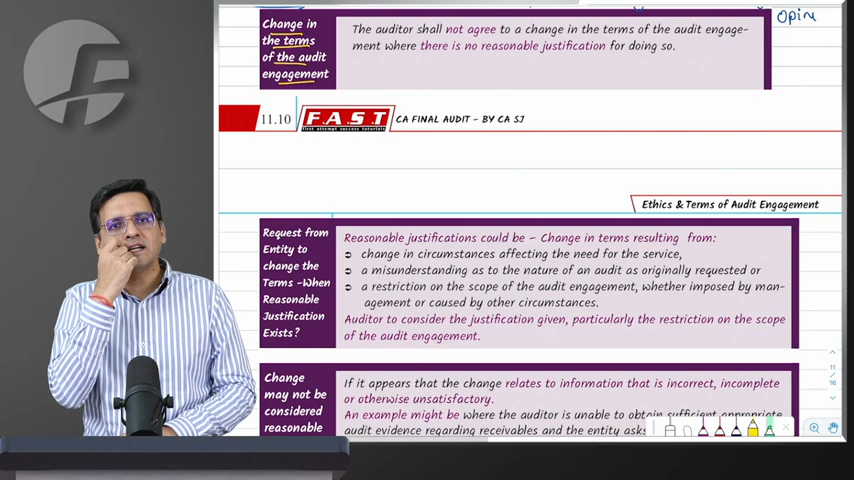 Opin
Change in
the terms
of the audit
engagement
The auditor shall not agree to a change in the terms of the audit engage-
ment where there is no reasonable justification for doing so.
11.10
F.A.S.T
first attempt success tutorials
CA FINAL AUDIT - BY CA SJ
Ethics & Terms of Audit Engagement
Request from
Entity to
change the
Terms -When
Reasonable
Justification
Exists?
Reasonable justifications could be – Change in terms resulting from:
➲ change in circumstances affecting the need for the service,
➲ a misunderstanding as to the nature of an audit as originally requested or
➲ a restriction on the scope of the audit engagement, whether imposed by man-
agement or caused by other circumstances.
Auditor to consider the justification given, particularly the restriction on the scope
of the audit engagement.
Change
may not be
considered
reasonable
If it appears that the change relates to information that is incorrect, incomplete
or otherwise unsatisfactory.
An example might be where the auditor is unable to obtain sufficient appropriate
audit evidence regarding receivables and the entity asks
11
/
16